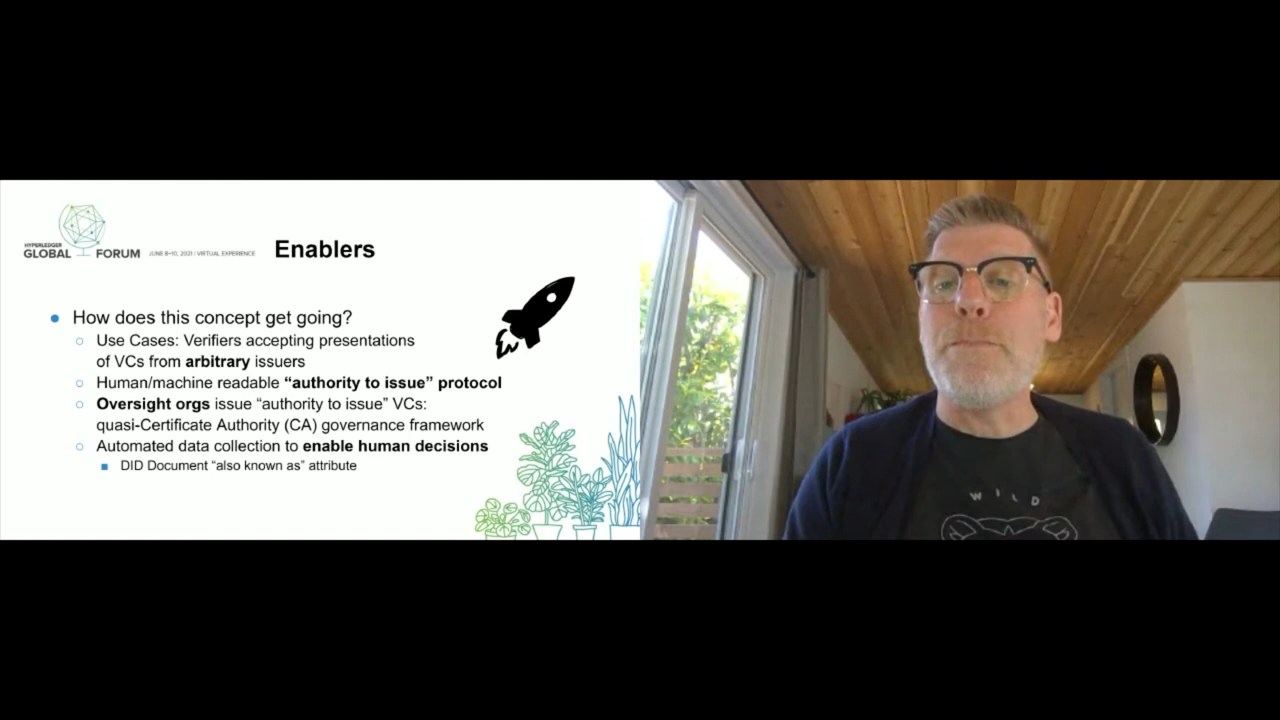 HYPERLEDGER
GLOBAL FORUM
JUNE 8–10, 2021 | VIRTUAL EXPERIENCE
Enablers
How does this concept get going?
Use Cases: Verifiers accepting presentations
of VCs from arbitrary issuers
Human/machine readable “authority to issue” protocol
Oversight orgs issue “authority to issue” VCs:
quasi-Certificate Authority (CA) governance framework
Automated data collection to enable human decisions
DID Document “also known as” attribute
WILD